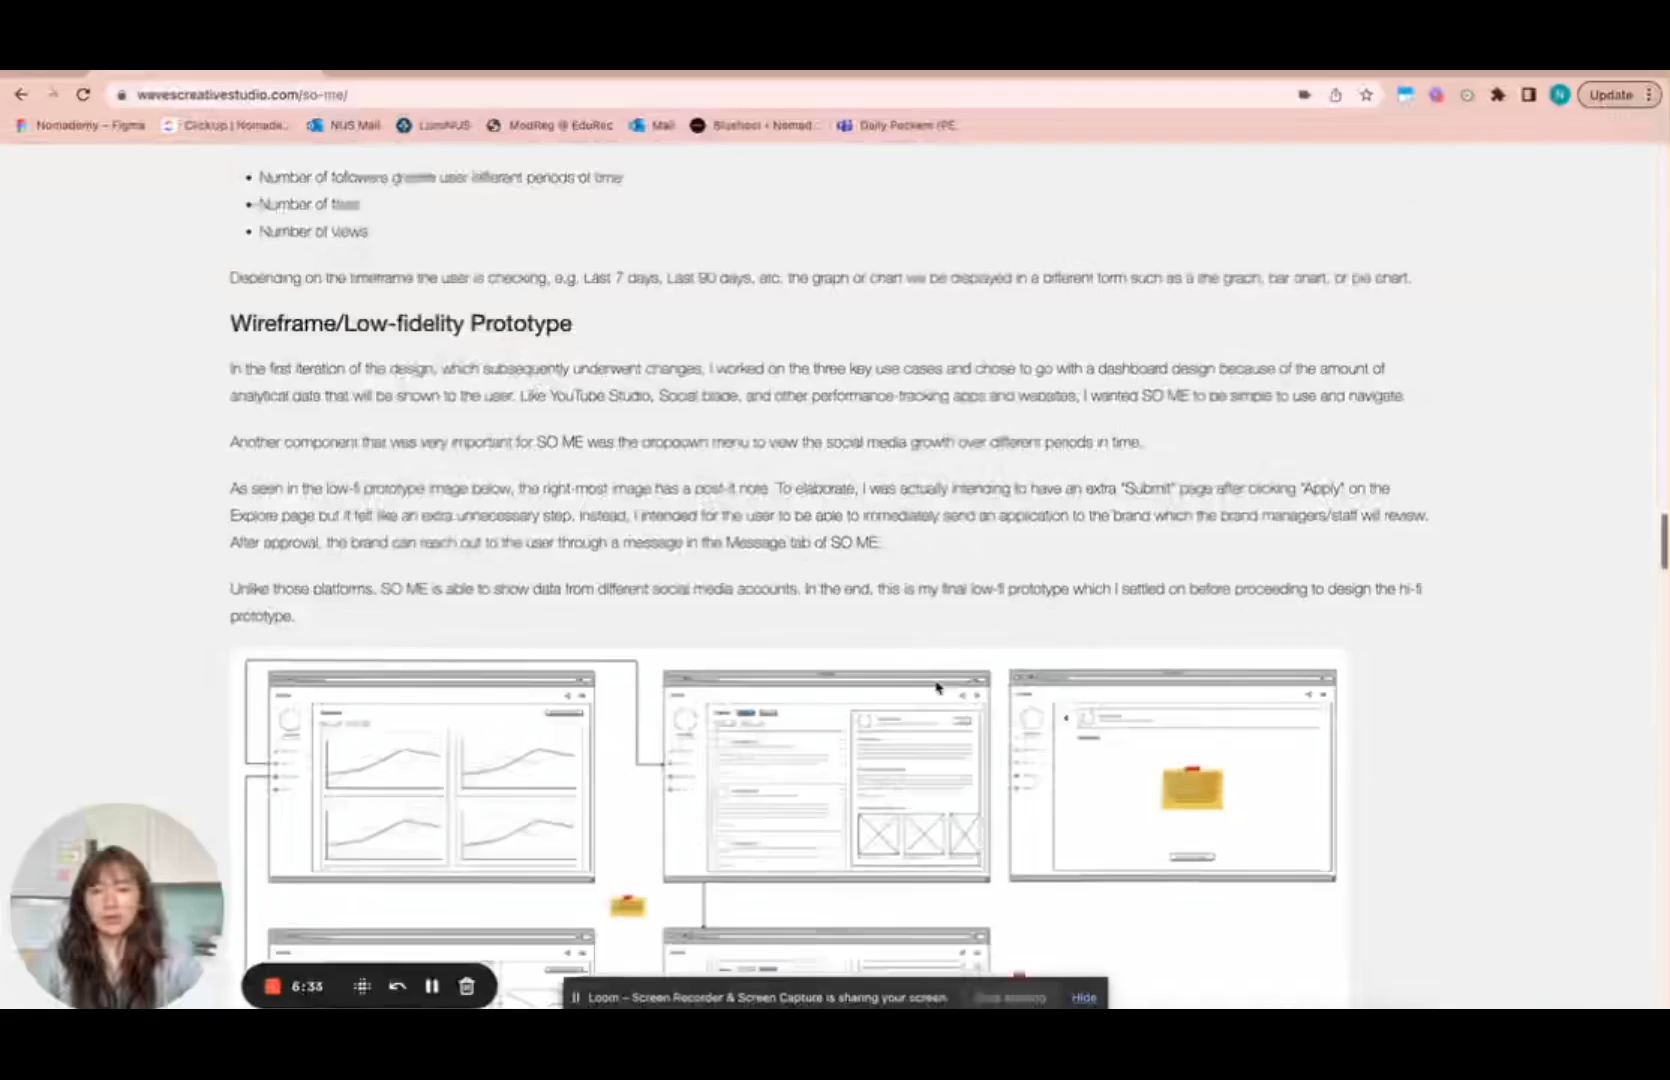 wavescreativestudio.com/so-me/
Update
Nomademy – Figma
ClickUp | Nomade...
NUS Mail
LumiNUS
ModReg @ EduRec
Mail
Bluehost ‹ Nomad...
Daily Packem (PE...
• Number of followers user different periods of time
• Number of
• Number of views
Depending on the timeframe the user is checking, e.g. Last 7 days, Last 90 days, etc. the graph or chart will be displayed in a different form such as a line graph, bar chart, or pie chart.
Wireframe/Low-fidelity Prototype
In the first iteration of the design, which subsequently underwent changes, I worked on the three key use cases and chose to go with a dashboard design because of the amount of
analytical data that will be shown to the user. Like YouTube Studio, Social blade, and other performance-tracking apps and websites, I wanted SO ME to be simple to use and navigate.
Another component that was very important for SO ME was the dropdown menu to view the social media growth over different periods in time.
As seen in the low-fi prototype image below, the right-most image has a post-it note. To elaborate, I was actually intending to have an extra "Submit" page after clicking "Apply" on the
Explore page but it felt like an extra unnecessary step. Instead, I intended for the user to be able to immediately send an application to the brand which the brand managers/staff will review.
After approval, the brand can reach out to the user through a message in the Message tab of SO ME.
Unlike those platforms, SO ME is able to show data from different social media accounts. In the end, this is my final low-fi prototype which I settled on before proceeding to design the hi-fi
prototype.
6:33
Loom – Screen Recorder & Screen Capture is sharing your screen.
Stop sharing
Hide